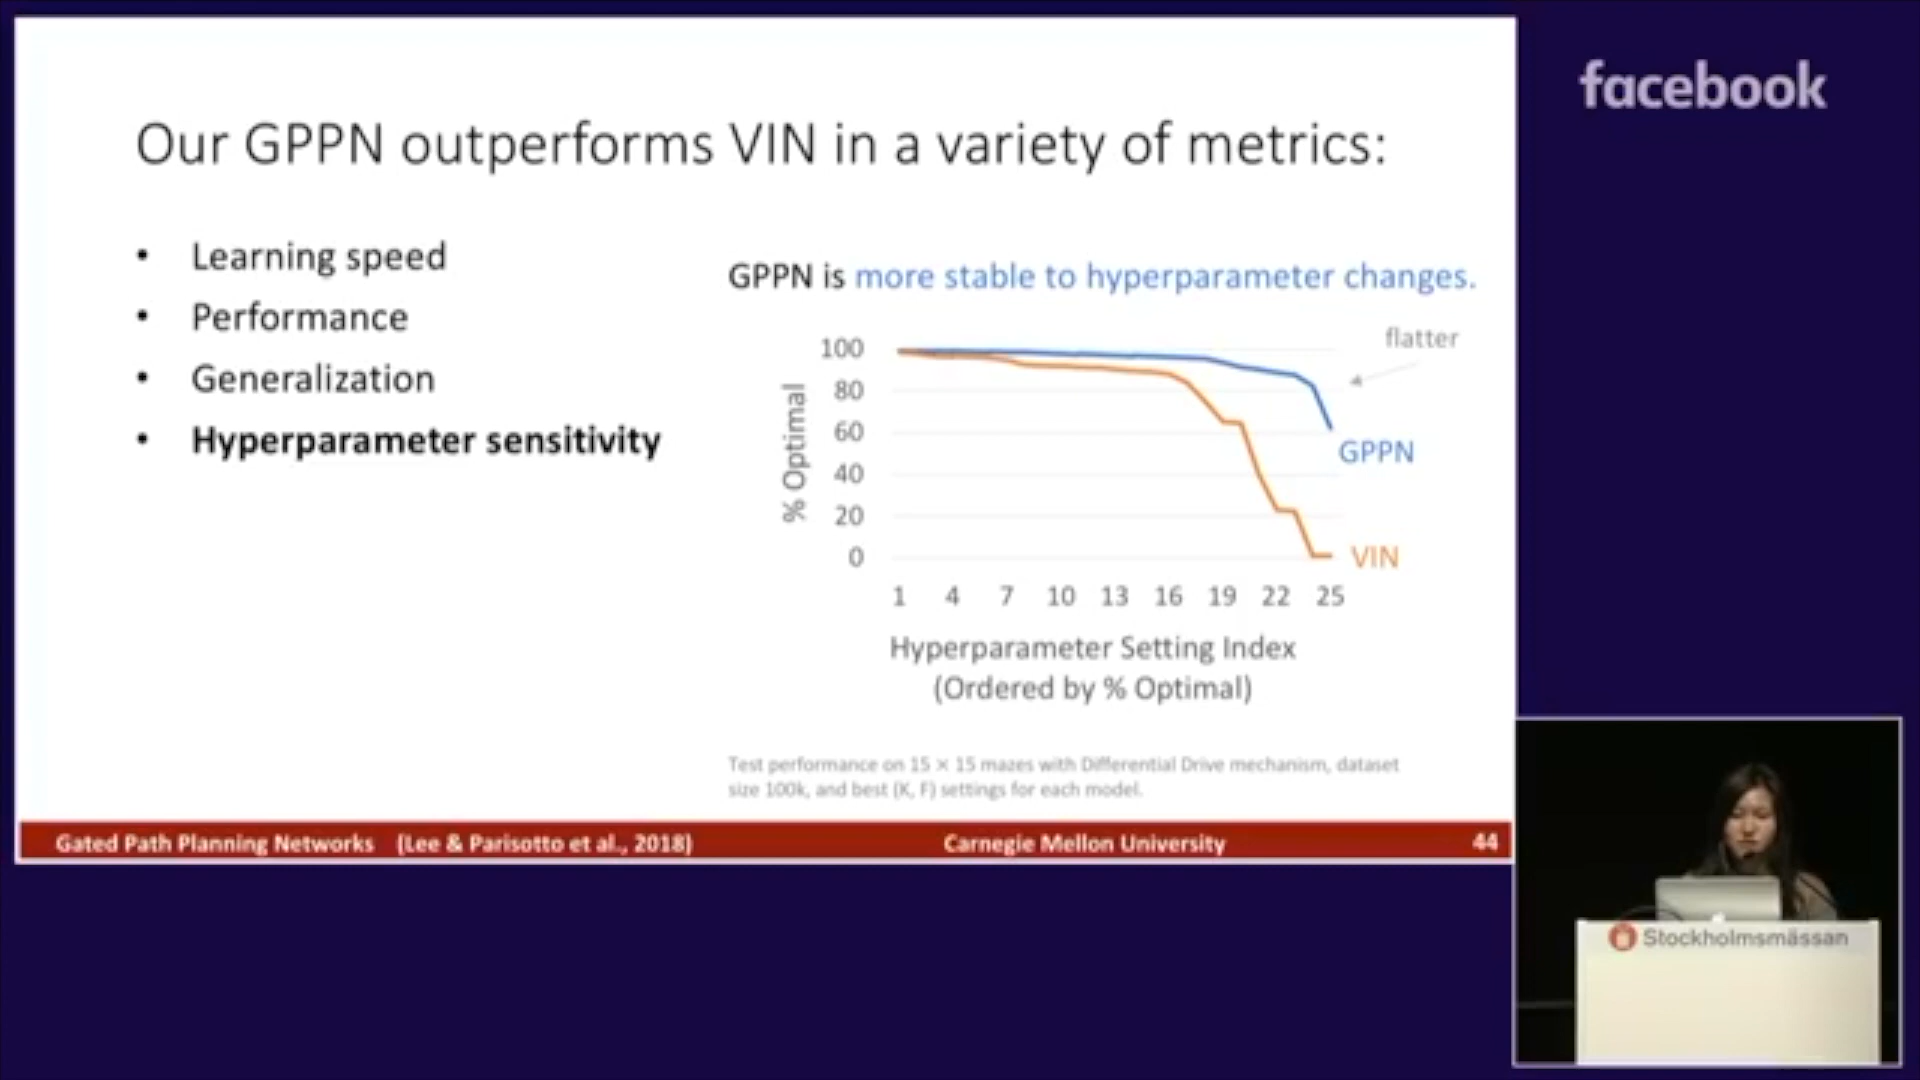 facebook
Our GPPN outperforms VIN in a variety of metrics:
• Learning speed
• Performance
• Generalization
• Hyperparameter sensitivity
GPPN is more stable to hyperparameter changes.
flatter
100
80
60
40
20
0
% Optimal
GPPN
VIN
1 4 7 10 13 16 19 22 25
Hyperparameter Setting Index
(Ordered by % Optimal)
Test performance on 15 × 15 mazes with Differential Drive mechanism, dataset
size 100k, and best (K, F) settings for each model.
Gated Path Planning Networks (Lee & Parisotto et al., 2018) Carnegie Mellon University 44
Stockholmsmässan